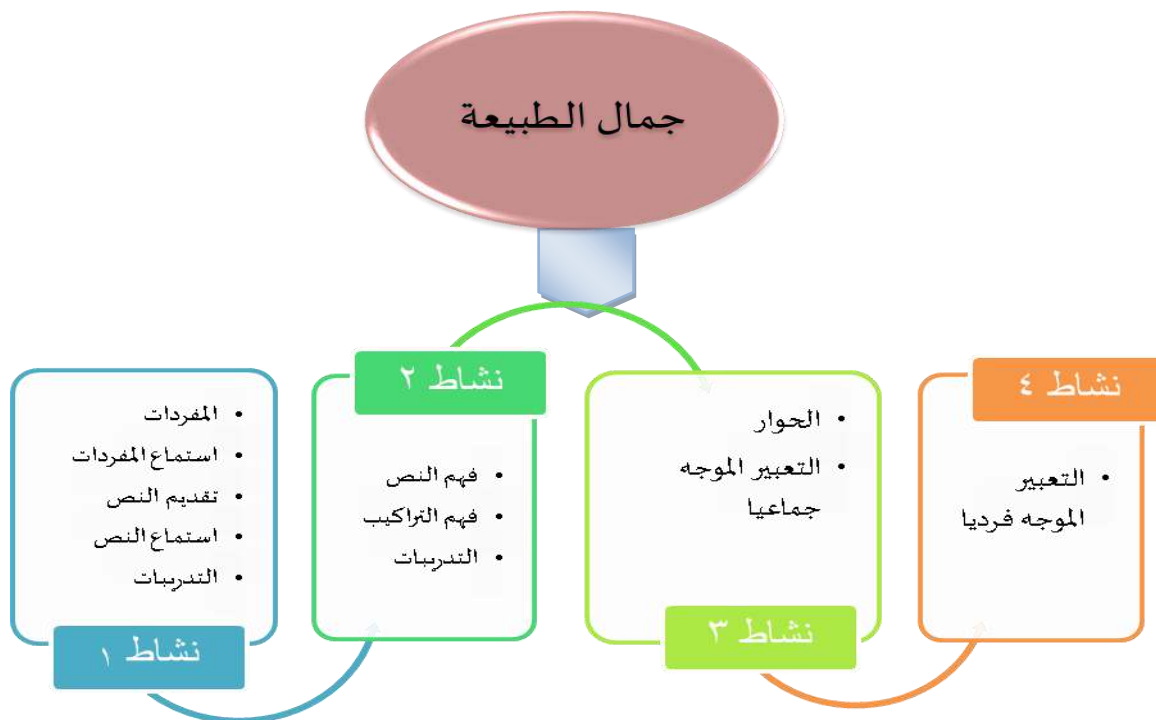 جمال الطبيعة
نشاط ١
• المفردات
• استماع المفردات
• تقديم النص
• استماع النص
• التدريبات
نشاط ٢
• فهم النص
• فهم التراكيب
• التدريبات
نشاط ٣
• الحوار
• التعبير الموجه
جماعيا
نشاط ٤
• التعبير
الموجه فرديا